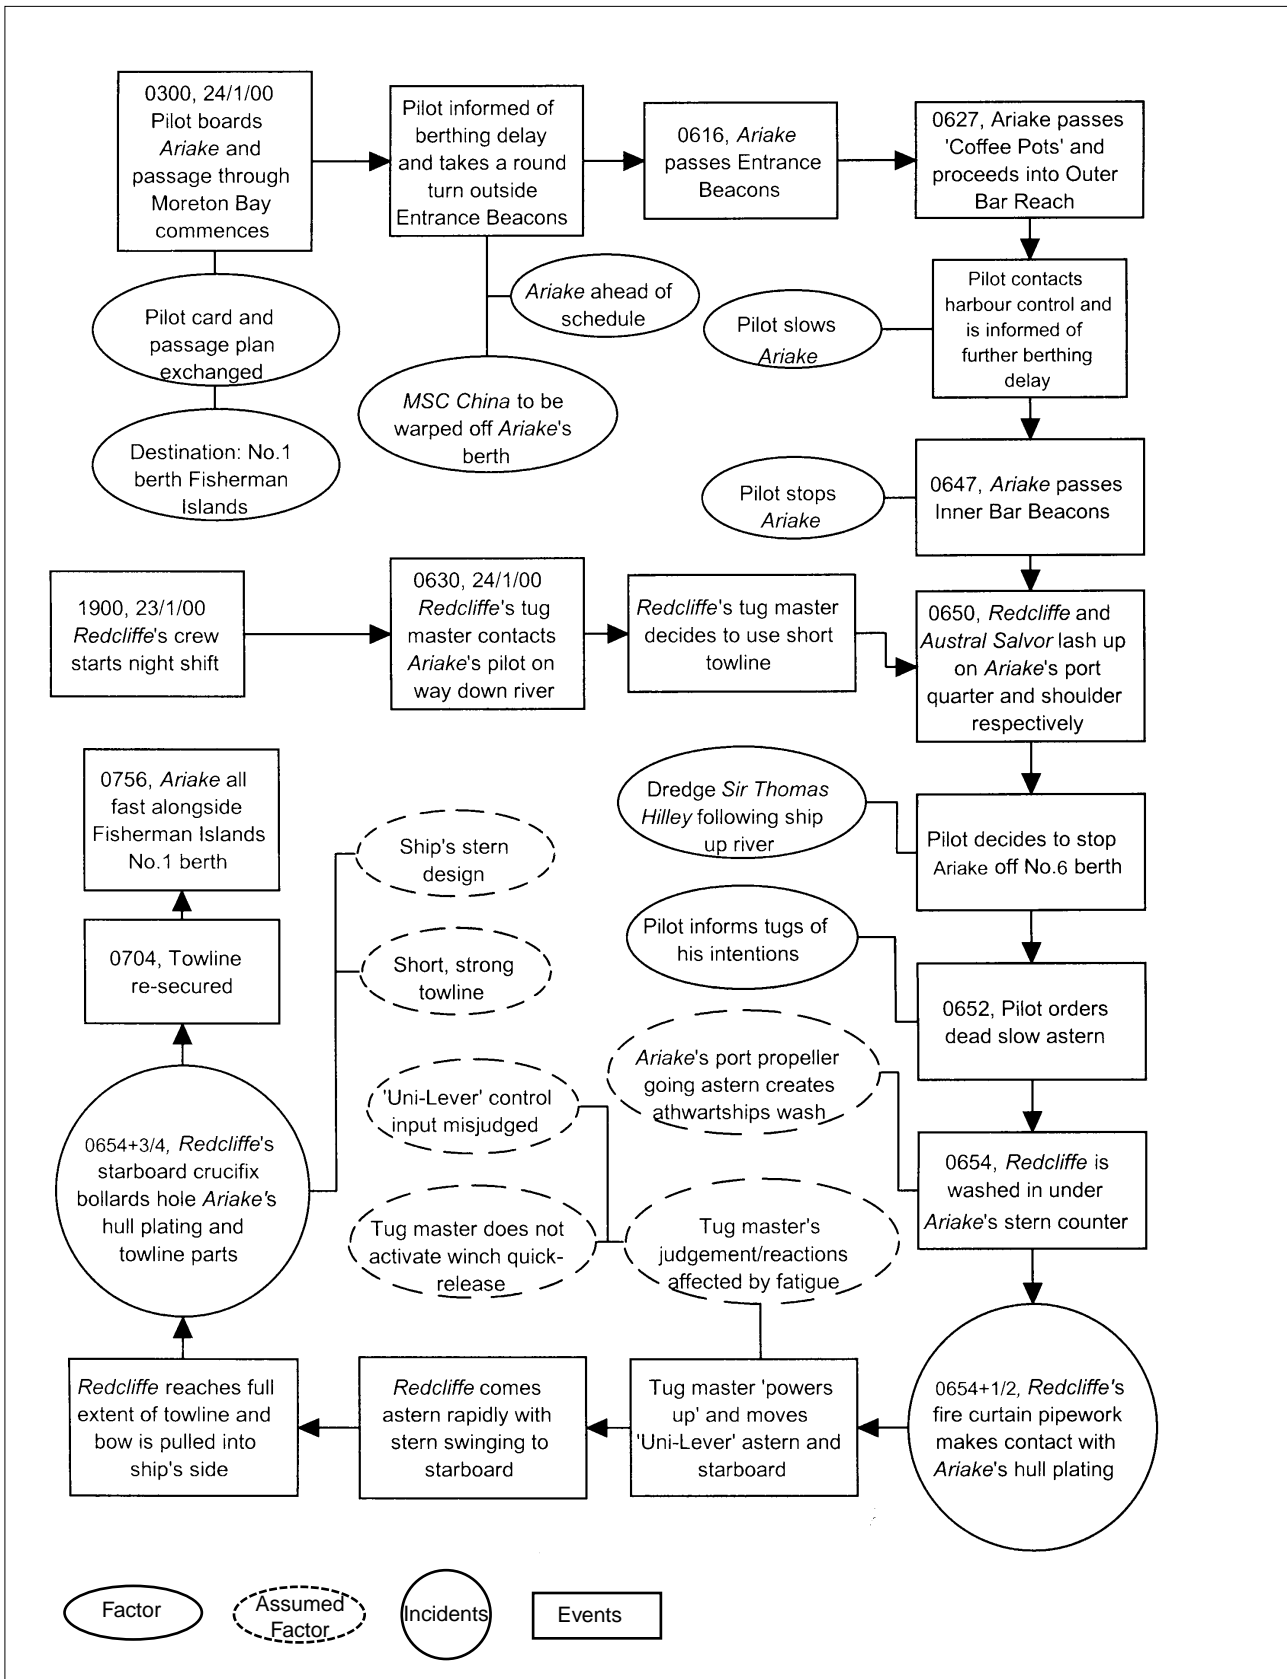 0300, 24/1/00
Pilot boards
Ariake and
passage through
Moreton Bay
commences
Pilot informed of
berthing delay
and takes a round
turn outside
Entrance Beacons
0616, Ariake
passes Entrance
Beacons
0627, Ariake passes
'Coffee Pots' and
proceeds into Outer
Bar Reach
Pilot card and
passage plan
exchanged
Destination: No.1
berth Fisherman
Islands
Ariake ahead of
schedule
MSC China to be
warped off Ariake's
berth
Pilot slows
Ariake
Pilot contacts
harbour control and
is informed of
further berthing
delay
Pilot stops
Ariake
0647, Ariake passes
Inner Bar Beacons
1900, 23/1/00
Redcliffe's crew
starts night shift
0630, 24/1/00
Redcliffe's tug
master contacts
Ariake's pilot on
way down river
Redcliffe's tug master
decides to use short
towline
0650, Redcliffe and
Austral Salvor lash up
on Ariake's port
quarter and shoulder
respectively
Dredge Sir Thomas
Hilley following ship
up river
Pilot decides to stop
Ariake off No.6 berth
Pilot informs tugs of
his intentions
0652, Pilot orders
dead slow astern
Ariake's port propeller
going astern creates
athwartships wash
0654, Redcliffe is
washed in under
Ariake's stern counter
0654+1/2, Redcliffe's
fire curtain pipework
makes contact with
Ariake's hull plating
Tug master's
judgement/reactions
affected by fatigue
'Uni-Lever' control
input misjudged
Tug master does not
activate winch quick-
release
Tug master 'powers
up' and moves
'Uni-Lever' astern and
starboard
Redcliffe comes
astern rapidly with
stern swinging to
starboard
Redcliffe reaches full
extent of towline and
bow is pulled into
ship's side
0654+3/4, Redcliffe's
starboard crucifix
bollards hole Ariake's
hull plating and
towline parts
Ship's stern
design
Short, strong
towline
0704, Towline
re-secured
0756, Ariake all
fast alongside
Fisherman Islands
No.1 berth
Factor
Assumed
Factor
Incidents
Events